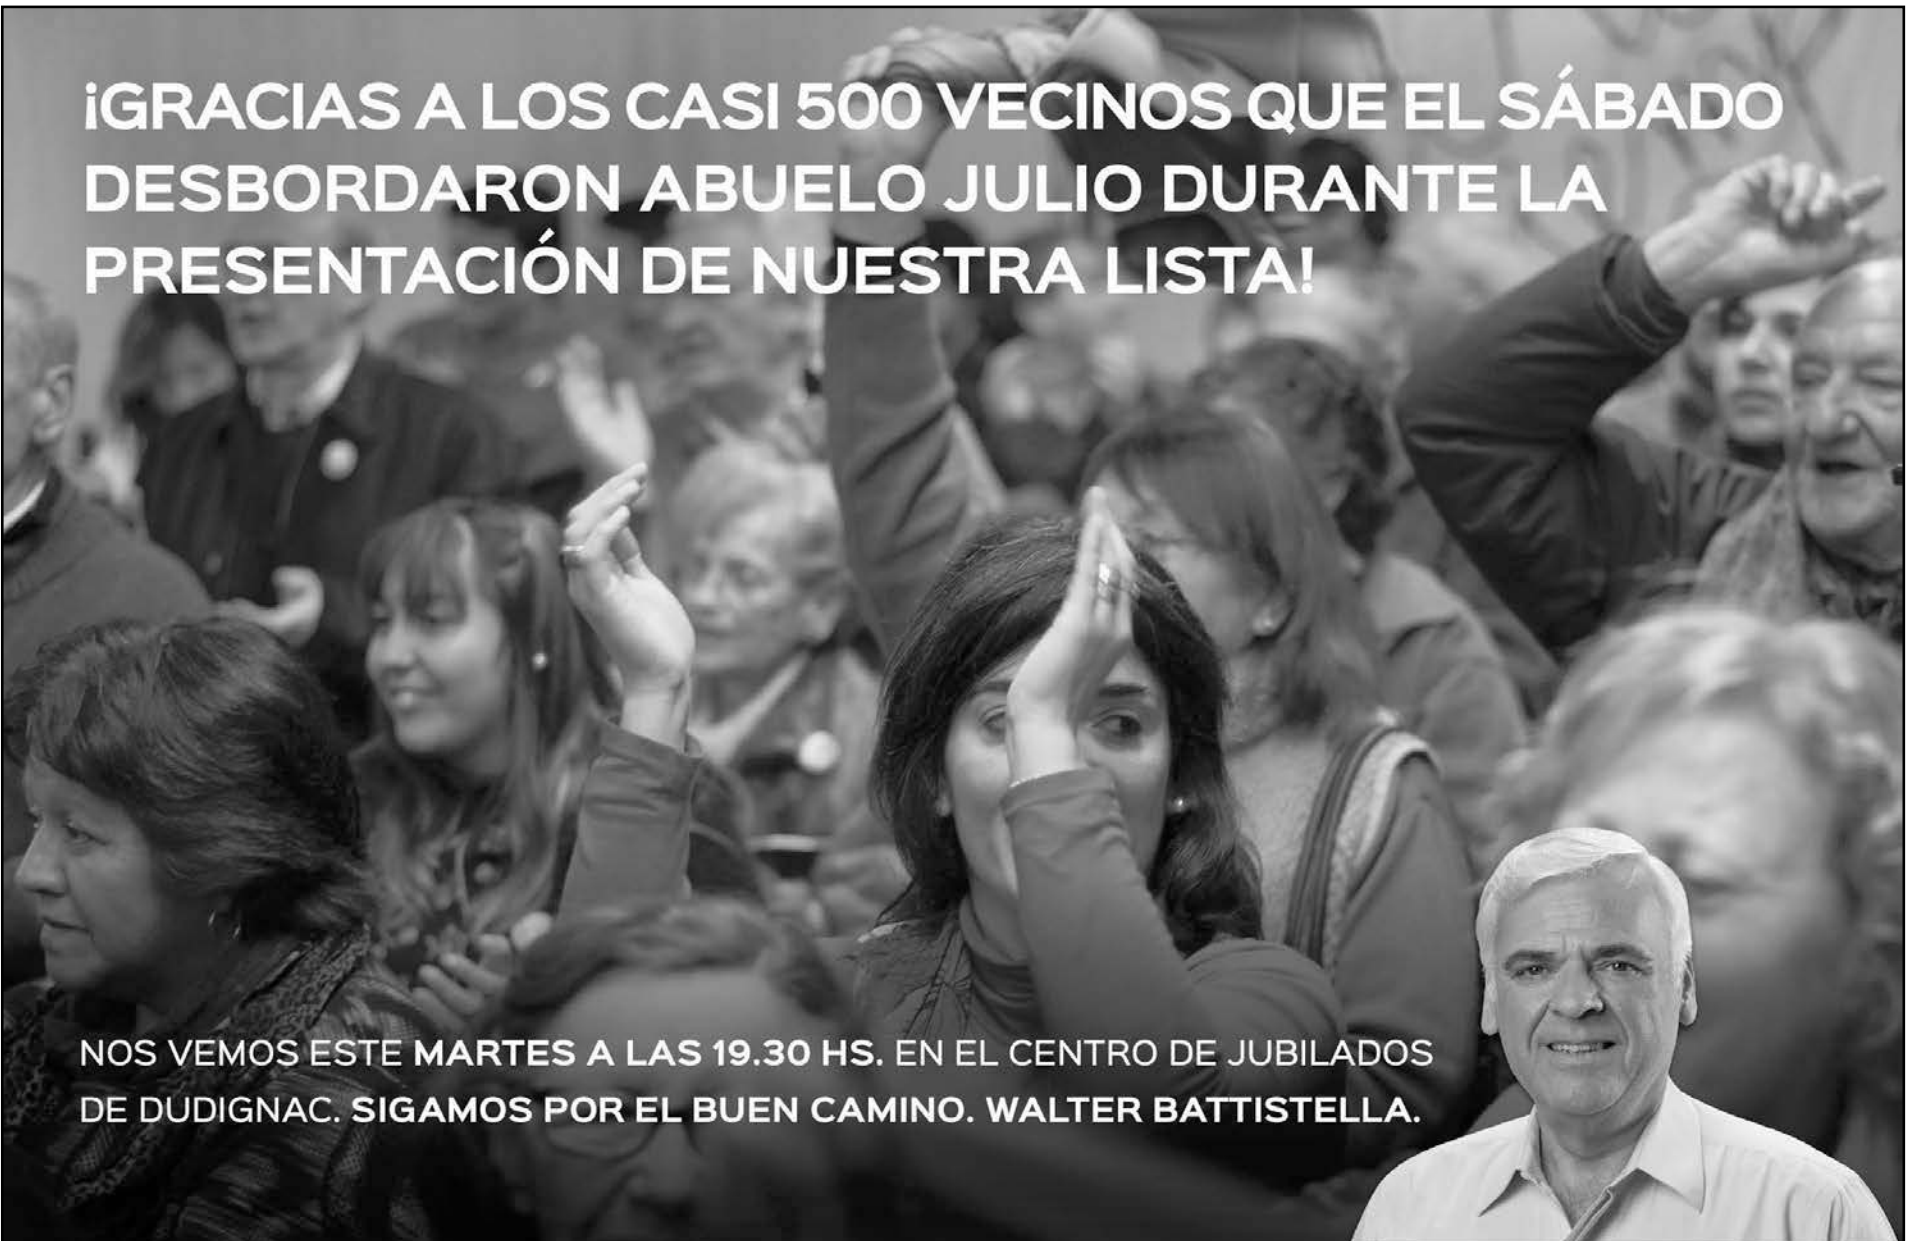 ¡GRACIAS A LOS CASI 500 VECINOS QUE EL SÁBADO
DESBORDARON ABUELO JULIO DURANTE LA
PRESENTACIÓN DE NUESTRA LISTA!
NOS VEMOS ESTE MARTES A LAS 19.30 HS. EN EL CENTRO DE JUBILADOS
DE DUDIGNAC. SIGAMOS POR EL BUEN CAMINO. WALTER BATTISTELLA.